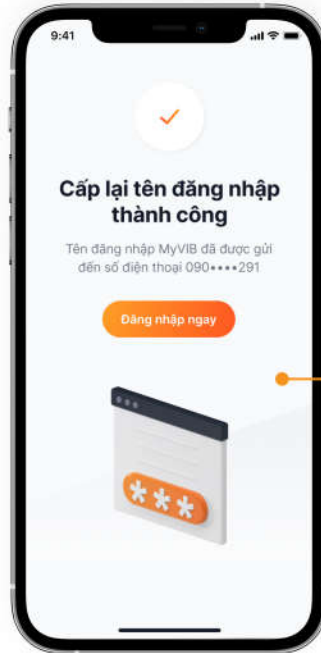 9:41
Cấp lại tên đăng nhập
thành công
Tên đăng nhập MyVIB đã được gửi
đến số điện thoại 090••••291
Đăng nhập ngay
***